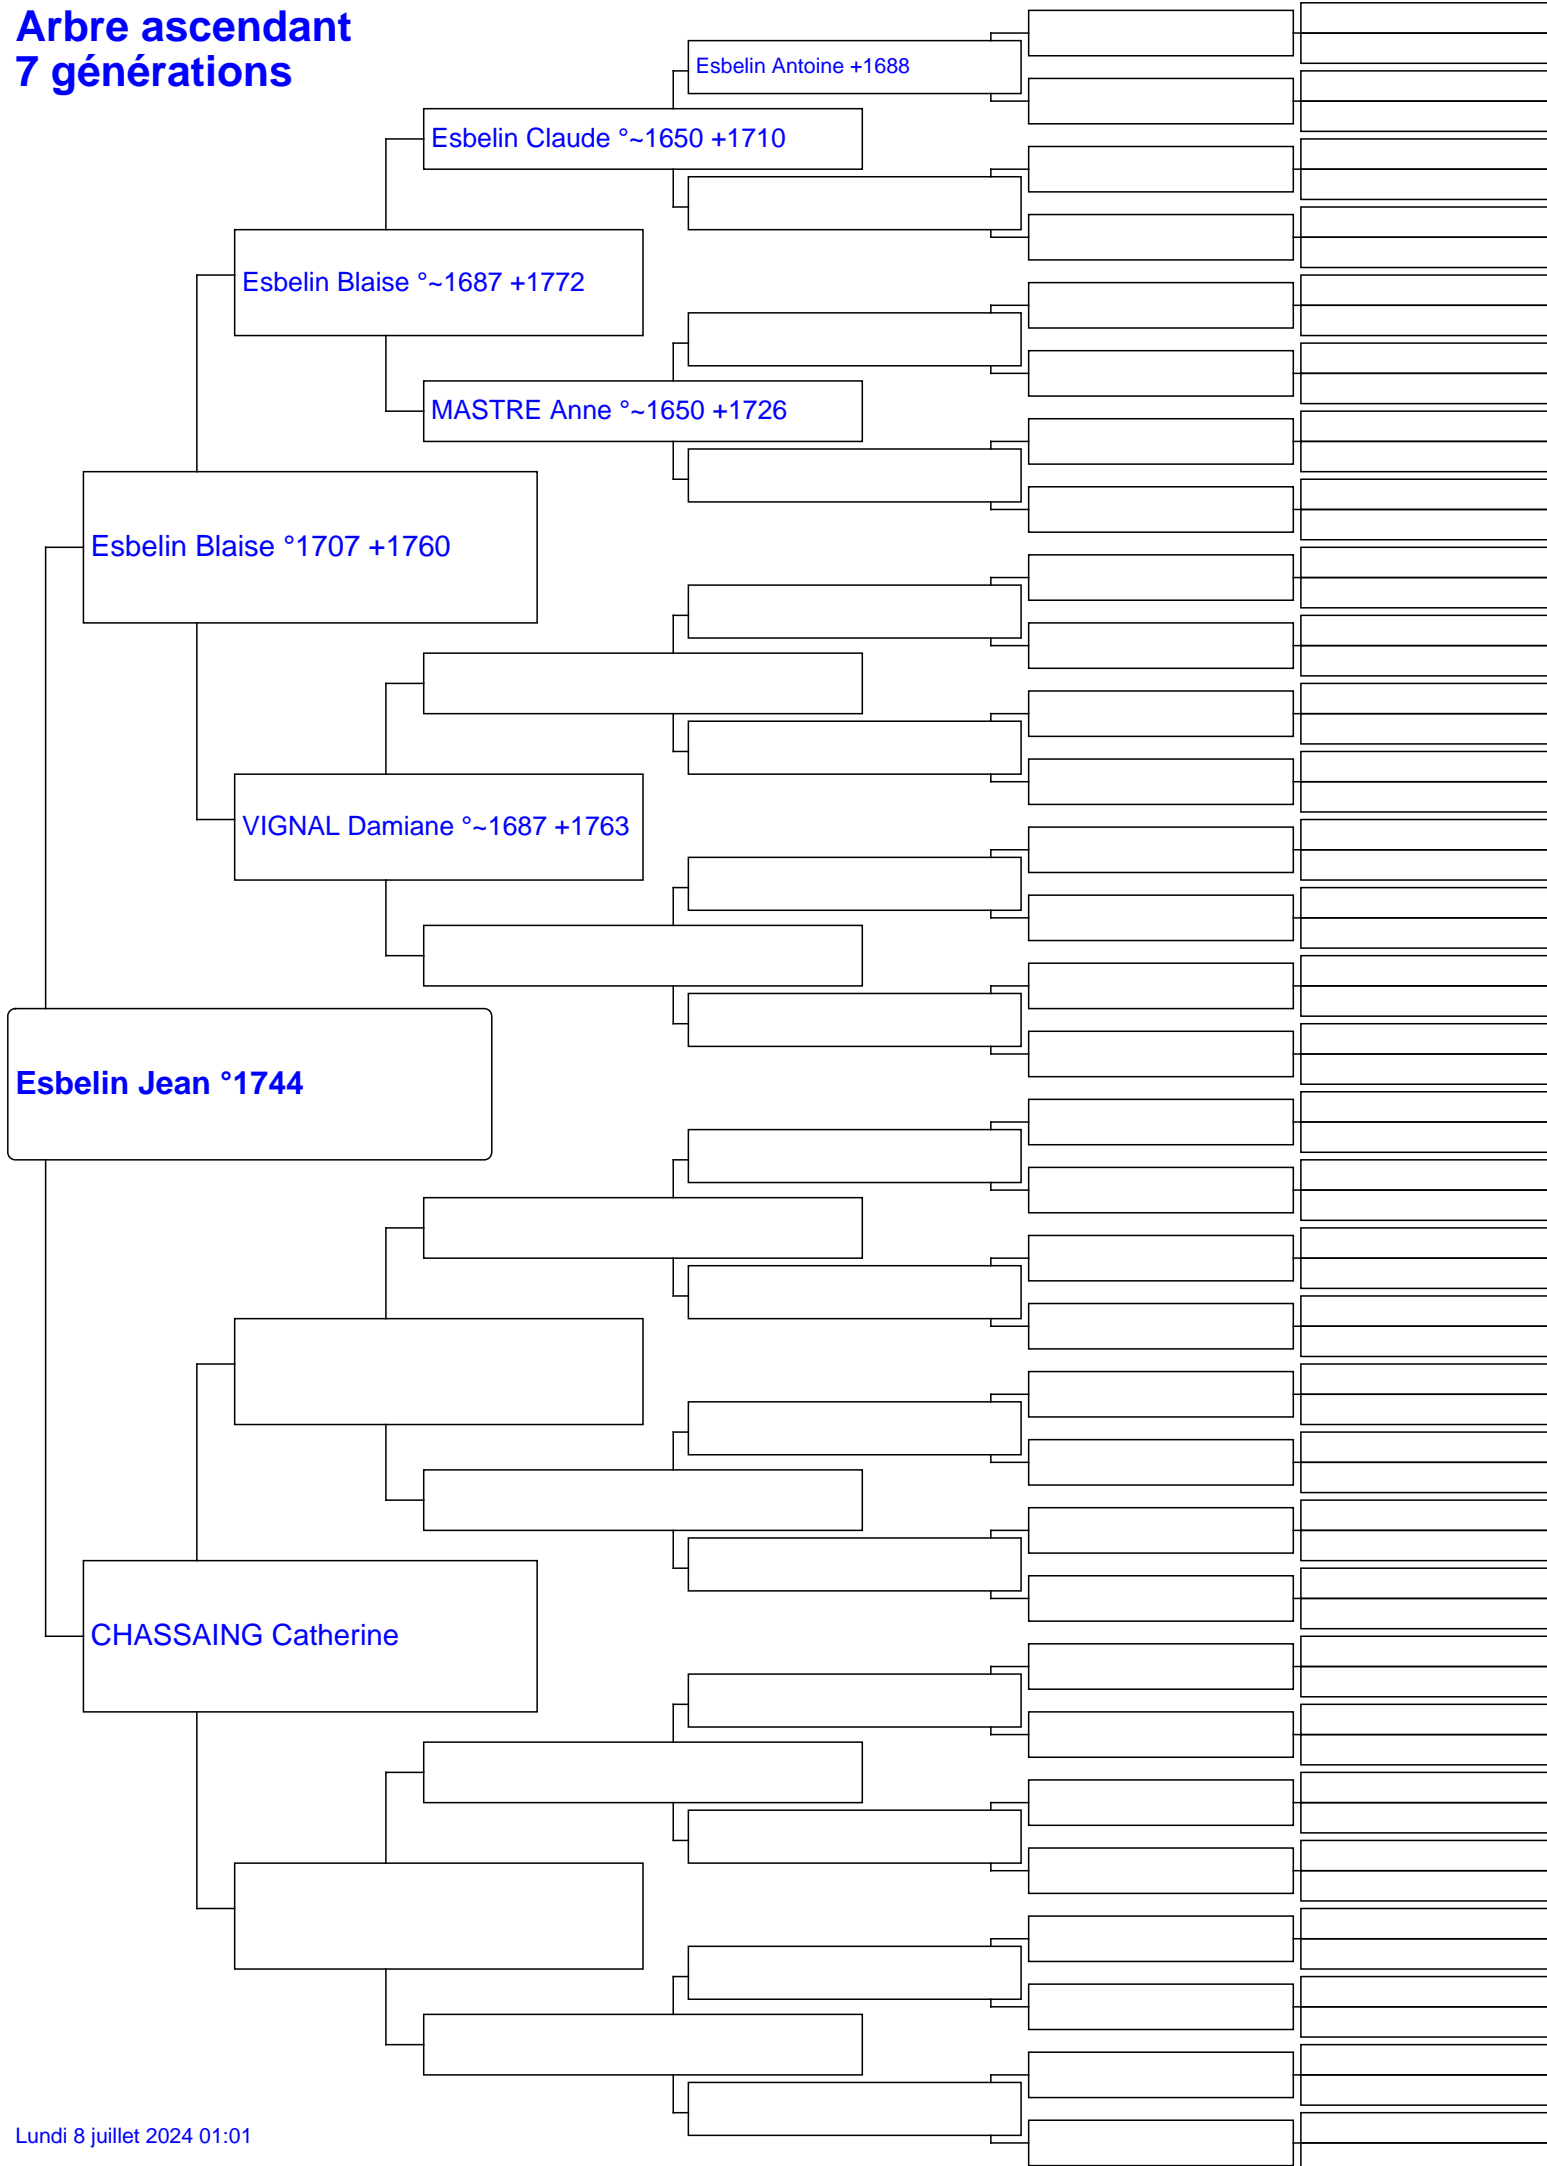 Arbre ascendant
7 générations
Esbelin Antoine +1688
Esbelin Claude °~1650 +1710
Esbelin Blaise °~1687 +1772
MASTRE Anne °~1650 +1726
Esbelin Blaise °1707 +1760
VIGNAL Damiane °~1687 +1763
Esbelin Jean °1744
CHASSAING Catherine
Lundi 8 juillet 2024 01:01